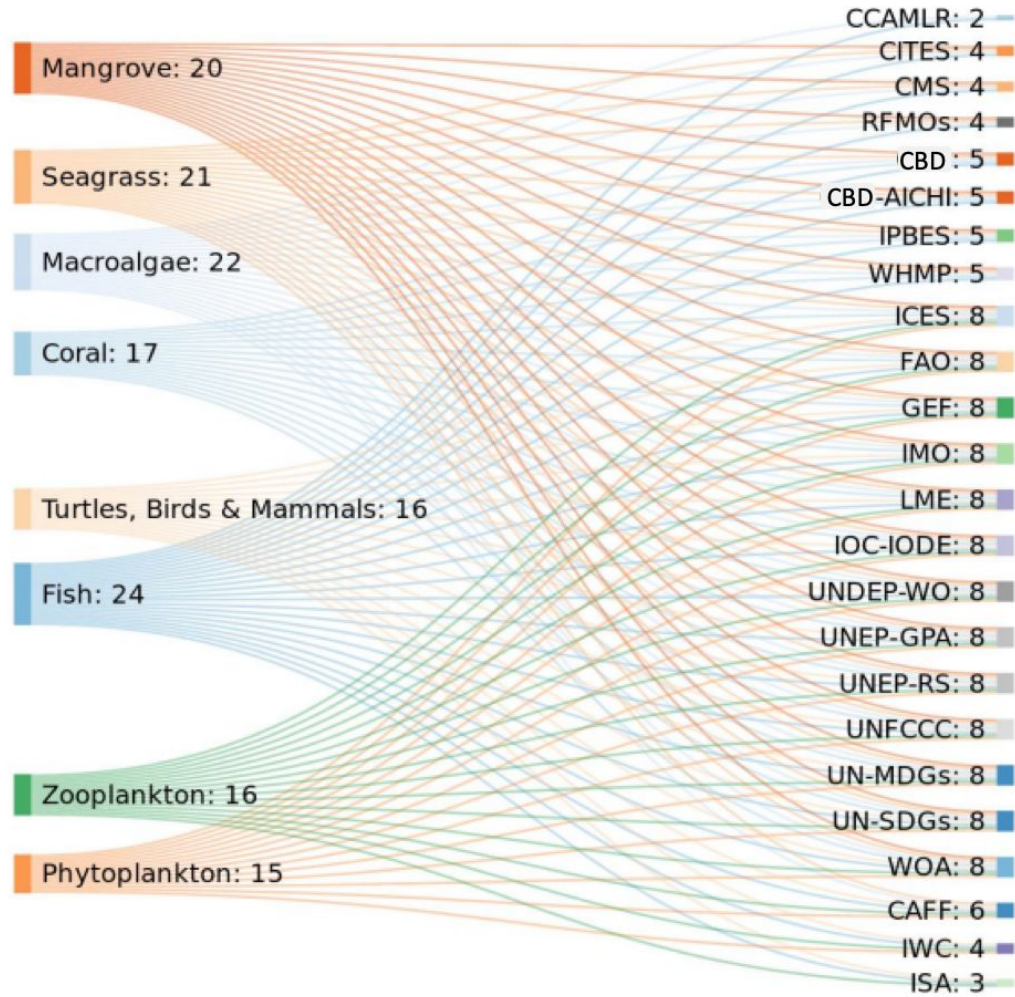 Mangrove: 20
Seagrass: 21
Macroalgae: 22
Coral: 17
Turtles, Birds & Mammals: 16
Fish: 24
Zooplankton: 16
Phytoplankton: 15
CCAMLR: 2
CITES: 4
CMS: 4
RFMOs: 4
CBD : 5
CBD-AICHI: 5
IPBES: 5
WHMP: 5
ICES: 8
FAO: 8
GEF: 8
IMO: 8
LME: 8
IOC-IODE: 8
UNDEP-WO: 8
UNEP-GPA: 8
UNEP-RS: 8
UNFCCC: 8
UN-MDGs: 8
UN-SDGs: 8
WOA: 8
CAFF: 6
IWC: 4
ISA: 3